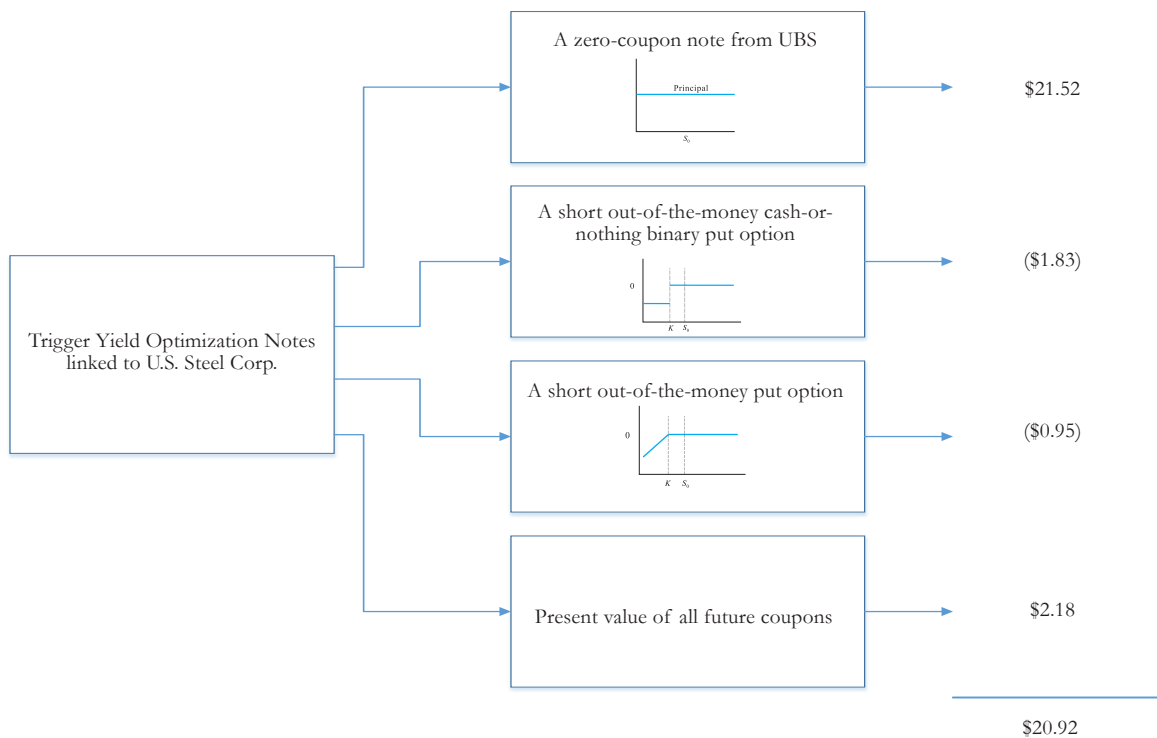 A zero-coupon note from UBS
Principal
S₀
$21.52
A short out-of-the-money cash-or-
nothing binary put option
0
K S₀
($1.83)
Trigger Yield Optimization Notes
linked to U.S. Steel Corp.
A short out-of-the-money put option
0
K S₀
($0.95)
Present value of all future coupons
$2.18
$20.92